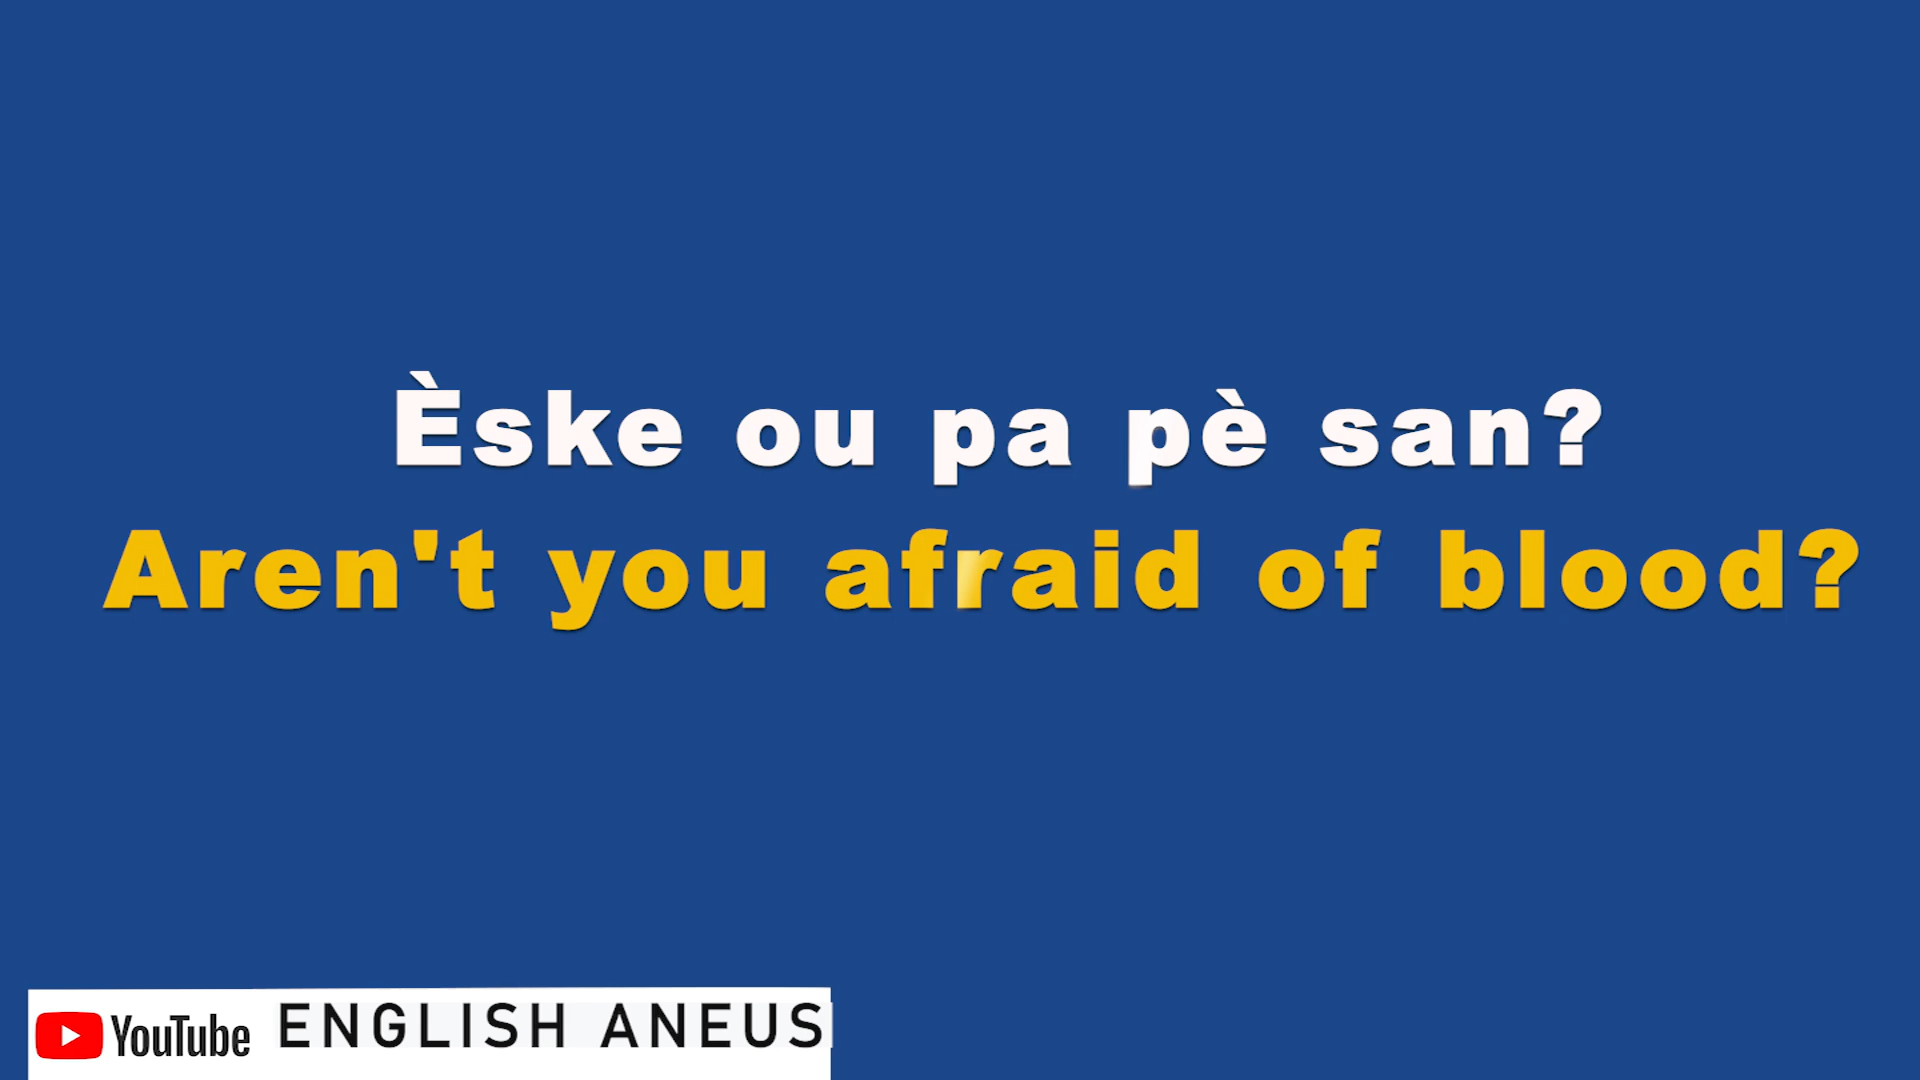 Èske ou pa pè san?
Aren't you afraid of blood?
YouTube ENGLISH ANEUS